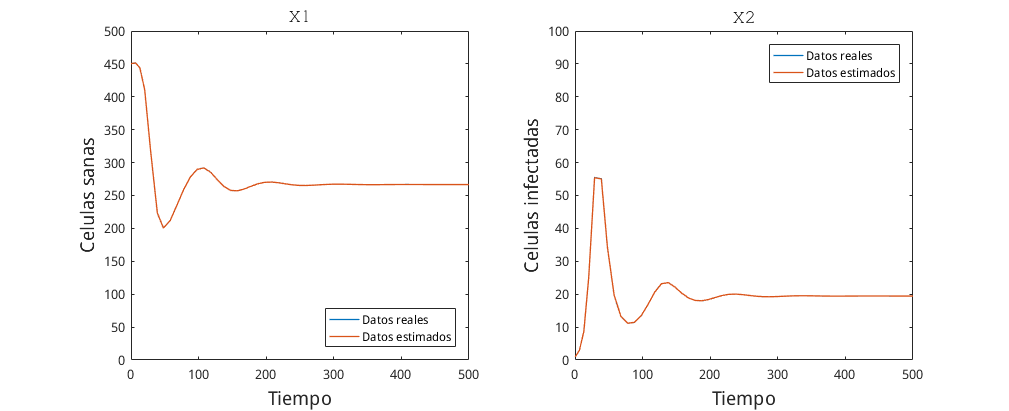 X1
500
450
400
350
300
250
200
150
100
50
0
Celulas sanas
Datos reales
Datos estimados
0 100 200 300 400 500
Tiempo
X2
100
90
80
70
60
50
40
30
20
10
0
Celulas infectadas
Datos reales
Datos estimados
0 100 200 300 400 500
Tiempo